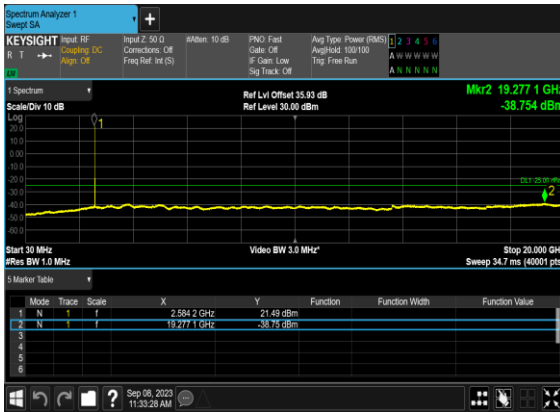 Spectrum Analyzer 1
Swept SA
KEYSIGHT Input: RF Input Z: 50 Ω #Atten: 10 dB PNO: Fast Avg Type: Power (RMS) 1 2 3 4 5 6
R T Coupling: DC Corrections: Off Gate: Off Avg|Hold: 100/100 A W W W W W
Align: Off Freq Ref: Int (S) IF Gain: Low Trig: Free Run
Sig Track: Off A N N N N N
1 Spectrum Ref Lvl Offset 35.93 dB Mkr2 19.277 1 GHz
Scale/Div 10 dB Ref Level 30.00 dBm -38.754 dBm
Log
20.0
10.0
0.00
-10.0
-20.0
-30.0
-40.0
-50.0
-60.0
1
DL1 -25.00 dBm
2
Start 30 MHz Video BW 3.0 MHz* Stop 20.000 GHz
#Res BW 1.0 MHz Sweep 34.7 ms (40001 pts)
5 Marker Table
Mode Trace Scale X Y Function Function Width Function Value
1 N 1 f 2.584 2 GHz 21.49 dBm
2 N 1 f 19.277 1 GHz -38.75 dBm
3
4
5
6
? Sep 08, 2023
11:33:28 AM